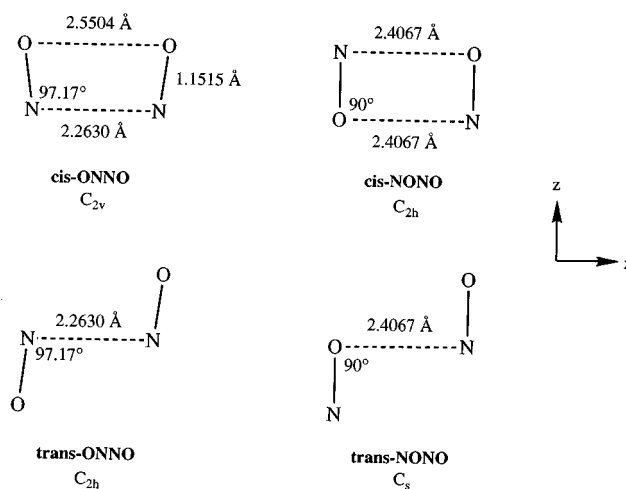 2.5504 Å
O O
97.17° 1.1515 Å
N N
2.2630 Å
cis-ONNO
C2v
2.4067 Å
N O
90°
O N
2.4067 Å
cis-NONO
C2h
z
O
2.2630 Å
N N
97.17°
O
trans-ONNO
C2h
O
2.4067 Å
O N
90°
N
trans-NONO
Cs